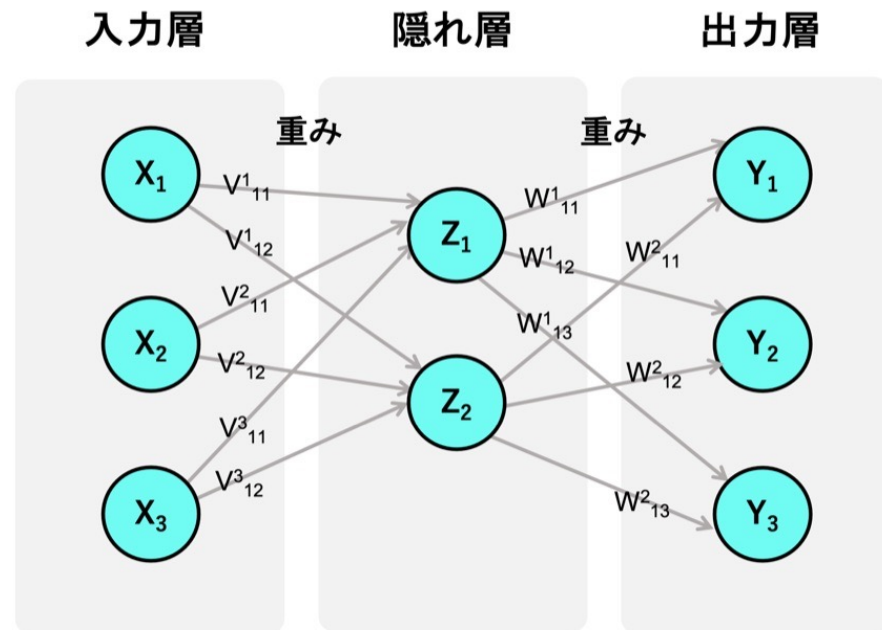 入力層 隠れ層 出力層
重み 重み
X₁ Z₁ Y₁
X₂ Z₂ Y₂
X₃ Y₃
V¹₁₁
V¹₁₂
V²₁₁
V²₁₂
V³₁₁
V³₁₂
W¹₁₁
W¹₁₂
W¹₁₃
W²₁₁
W²₁₂
W²₁₃